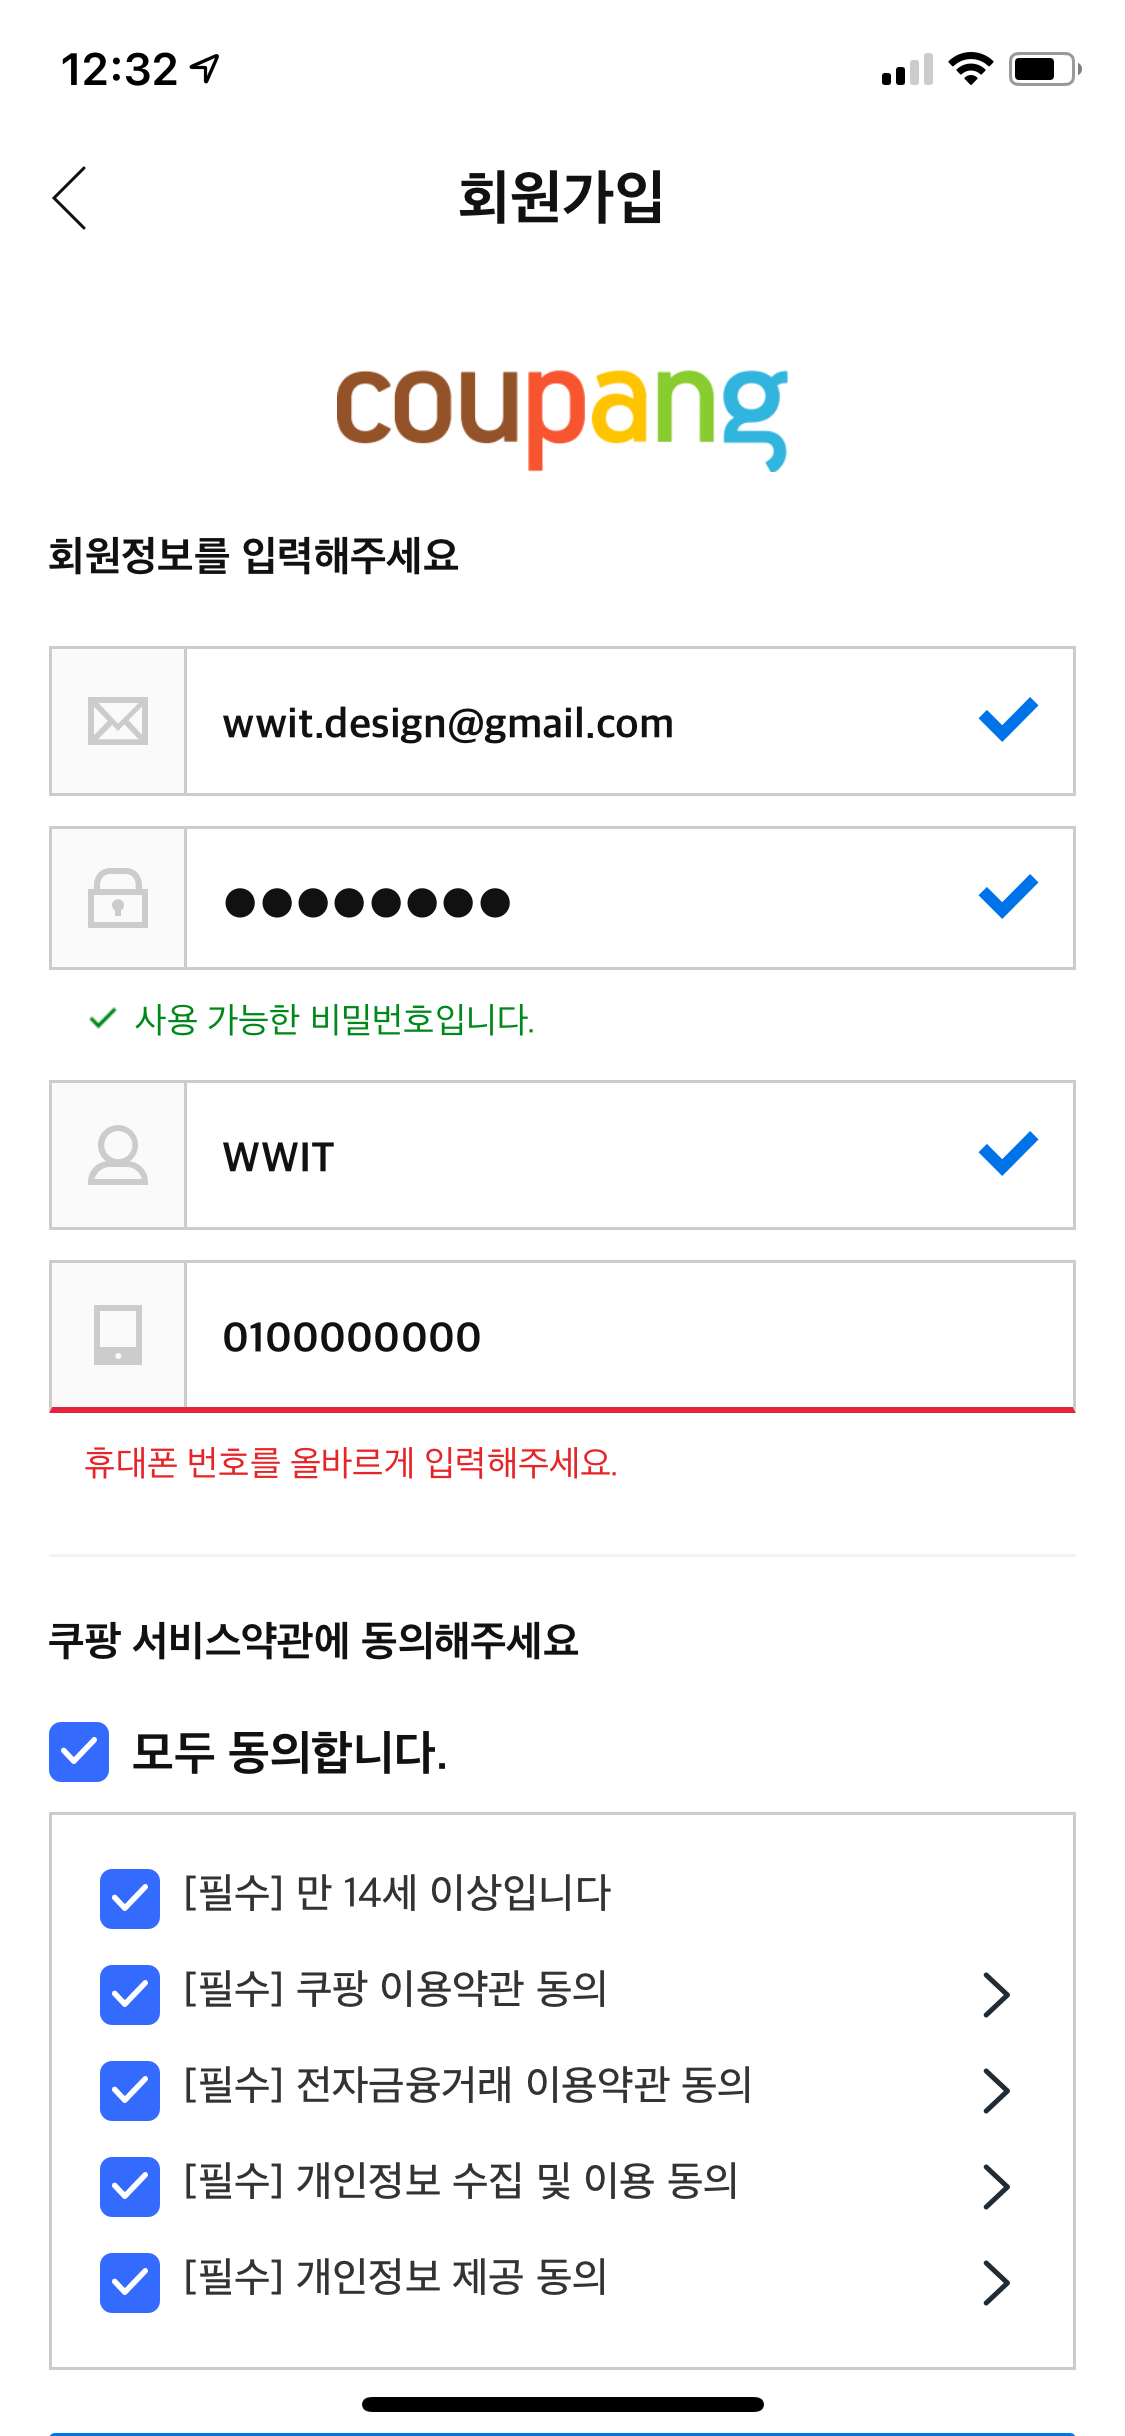 12:32
회원가입
coupang
회원정보를 입력해주세요
wwit.design@gmail.com
●●●●●●●●
사용 가능한 비밀번호입니다.
WWIT
0100000000
휴대폰 번호를 올바르게 입력해주세요.
쿠팡 서비스약관에 동의해주세요
모두 동의합니다.
[필수] 만 14세 이상입니다
[필수] 쿠팡 이용약관 동의
[필수] 전자금융거래 이용약관 동의
[필수] 개인정보 수집 및 이용 동의
[필수] 개인정보 제공 동의